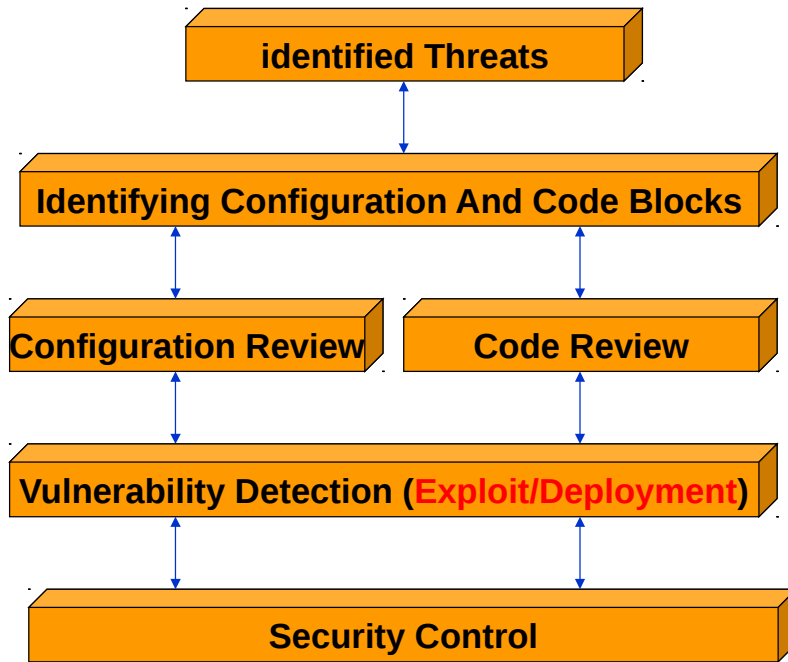 identified Threats
Identifying Configuration And Code Blocks
Configuration Review
Code Review
Vulnerability Detection (Exploit/Deployment)
Security Control